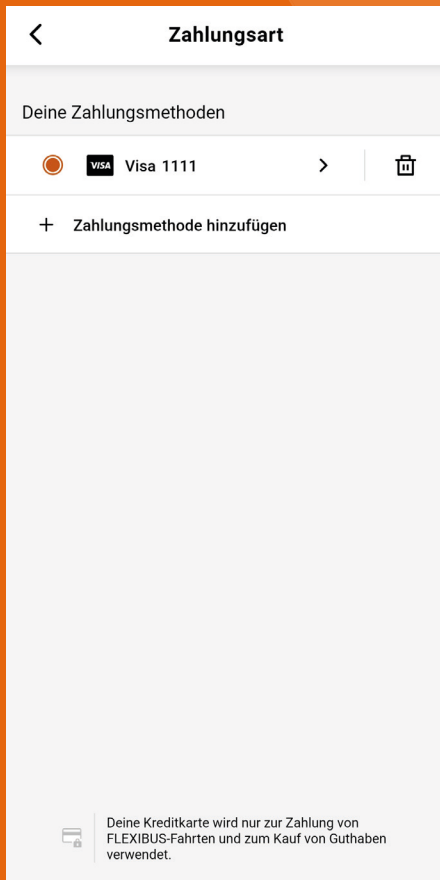 Zahlungsart
Deine Zahlungsmethoden
VISA Visa 1111
Zahlungsmethode hinzufügen
Deine Kreditkarte wird nur zur Zahlung von
FLEXIBUS-Fahrten und zum Kauf von Guthaben
verwendet.